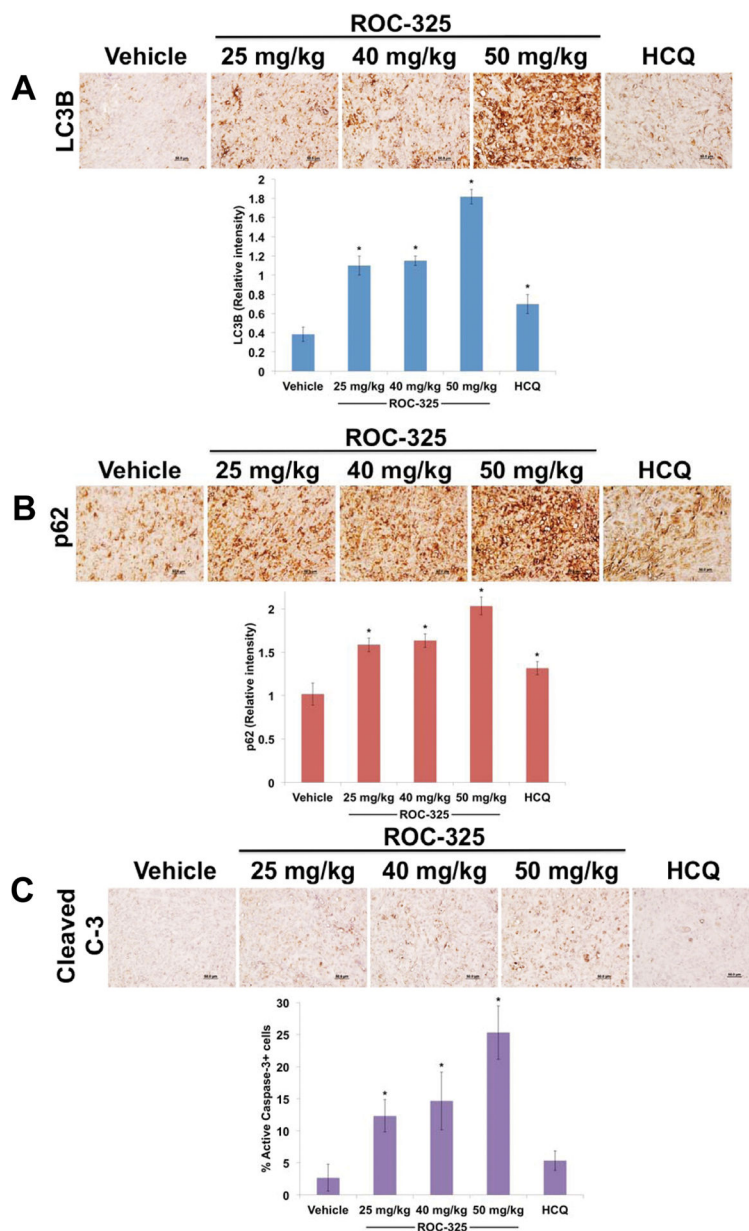 ROC-325
Vehicle 25 mg/kg 40 mg/kg 50 mg/kg HCQ
A
LC3B
2
1.8
1.6
1.4
1.2
1
0.8
0.6
0.4
0.2
0
LC3B (Relative intensity)
* * * *
Vehicle 25 mg/kg 40 mg/kg 50 mg/kg HCQ
ROC-325
ROC-325
Vehicle 25 mg/kg 40 mg/kg 50 mg/kg HCQ
B
p62
2
1.5
1
0.5
0
p62 (Relative intensity)
* * * *
Vehicle 25 mg/kg 40 mg/kg 50 mg/kg HCQ
ROC-325
ROC-325
Vehicle 25 mg/kg 40 mg/kg 50 mg/kg HCQ
C
Cleaved
C-3
30
25
20
15
10
5
0
% Active Caspase-3+ cells
* * *
Vehicle 25 mg/kg 40 mg/kg 50 mg/kg HCQ
ROC-325